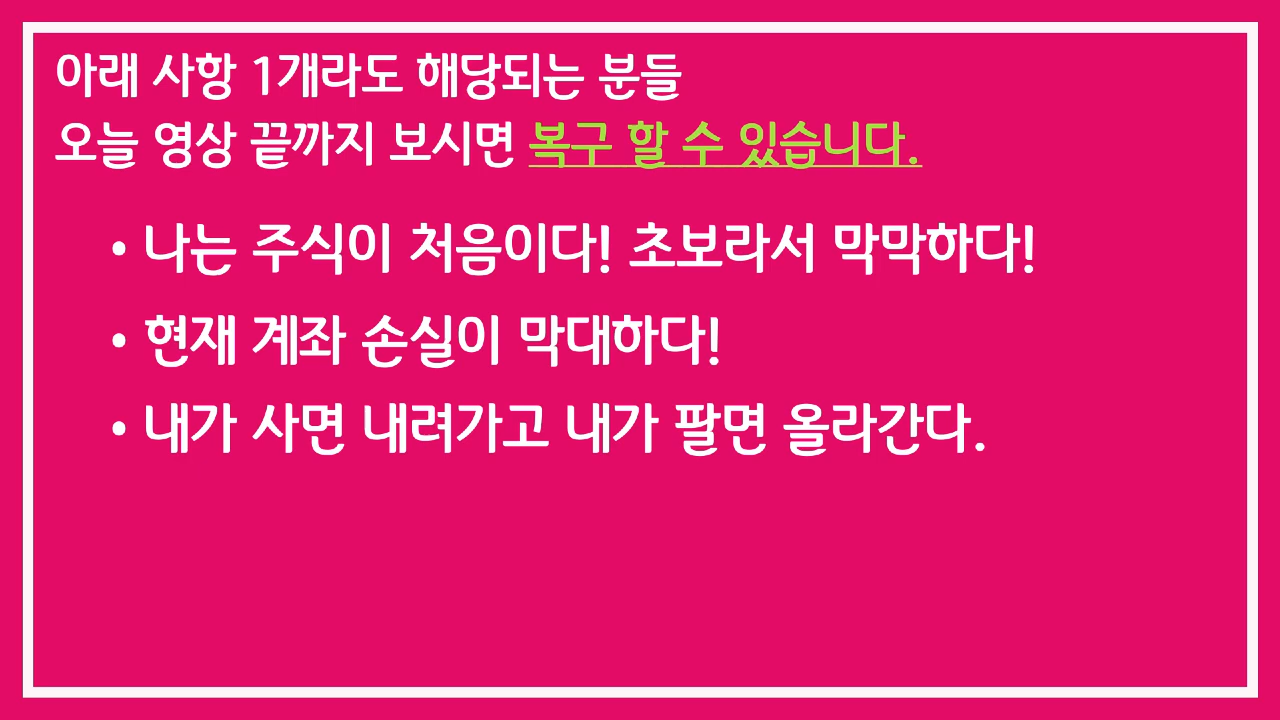 아래 사항 1개라도 해당되는 분들
오늘 영상 끝까지 보시면 복구 할 수 있습니다.
• 나는 주식이 처음이다! 초보라서 막막하다!
• 현재 계좌 손실이 막대하다!
• 내가 사면 내려가고 내가 팔면 올라간다.